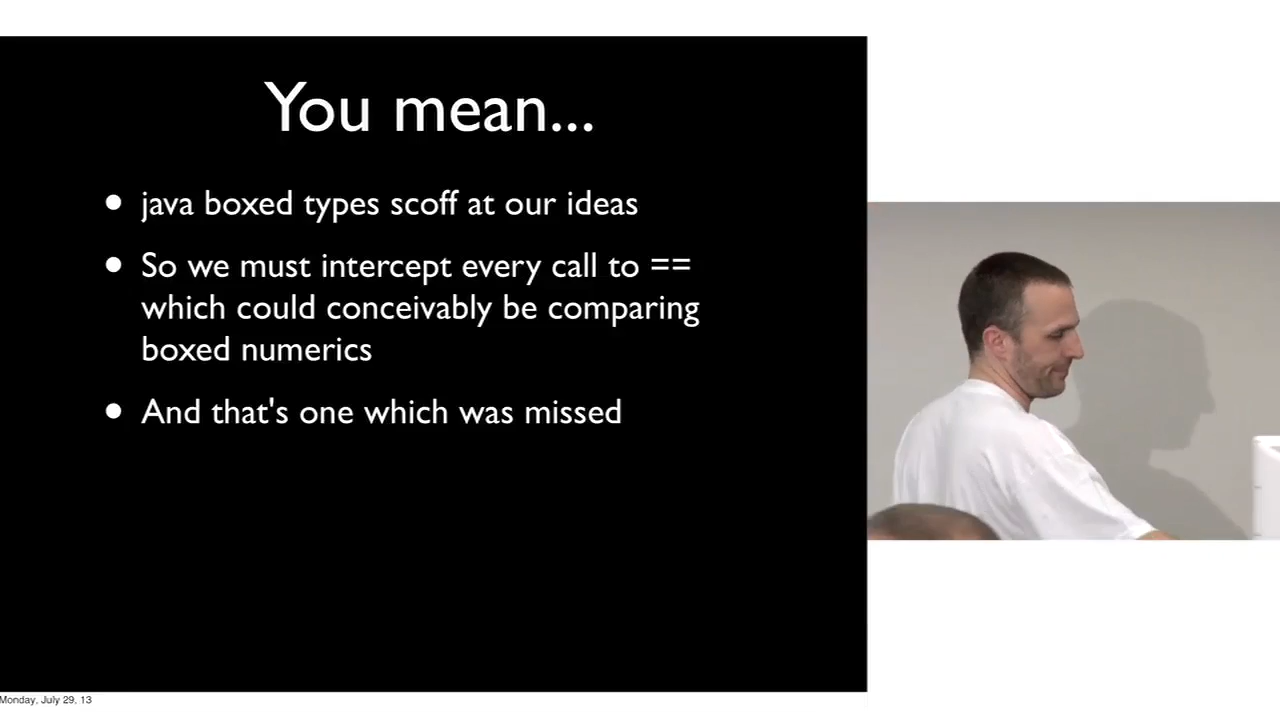 You mean...
• java boxed types scoff at our ideas
• So we must intercept every call to ==
which could conceivably be comparing
boxed numerics
• And that's one which was missed
Monday, July 29, 13